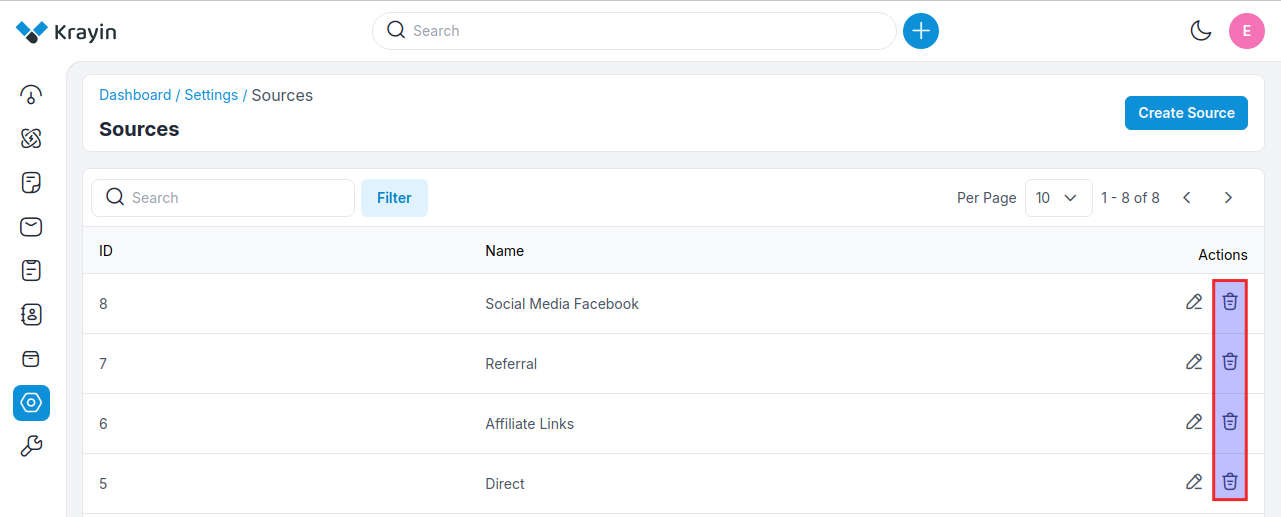 Krayin
Search
E
Dashboard / Settings / Sources
Sources
Create Source
Search
Filter
Per Page
10
1 - 8 of 8
ID
Name
Actions
8
Social Media Facebook
7
Referral
6
Affiliate Links
5
Direct